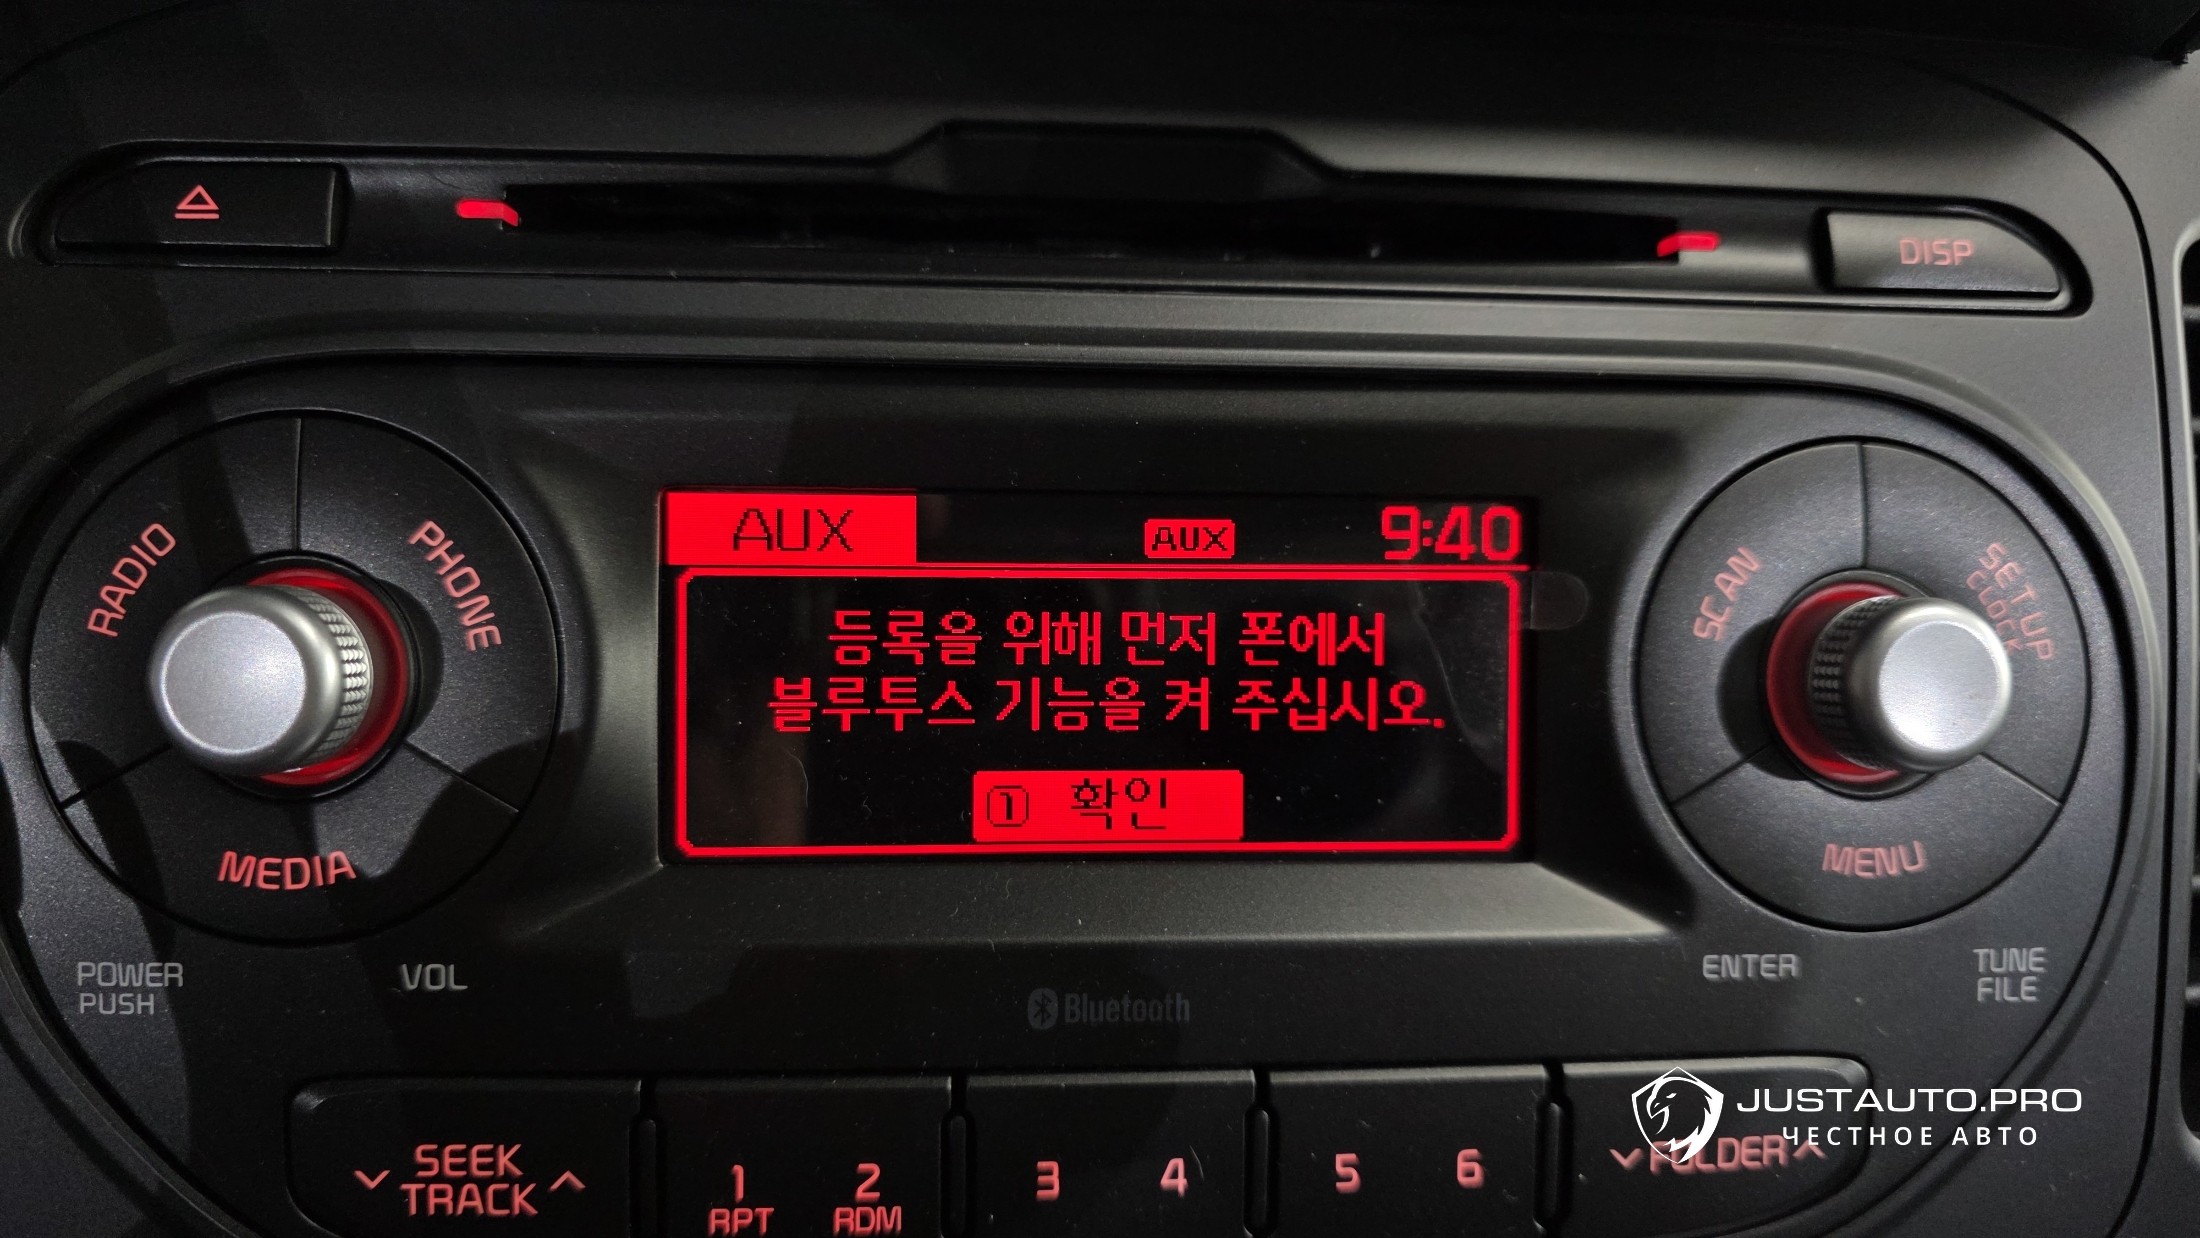 DISP
RADIO
PHONE
MEDIA
POWER
PUSH
VOL
AUX
AUX
9:40
등록을 위해 먼저 폰에서
블루투스 기능을 켜 주십시오.
1 확인
Bluetooth
SCAN
SETUP
CLOCK
MENU
ENTER
TUNE
FILE
SEEK
TRACK
1
RPT
2
RDM
3
4
5
6
FOLDER
JUSTAUTO.PRO
ЧЕСТНОЕ АВТО